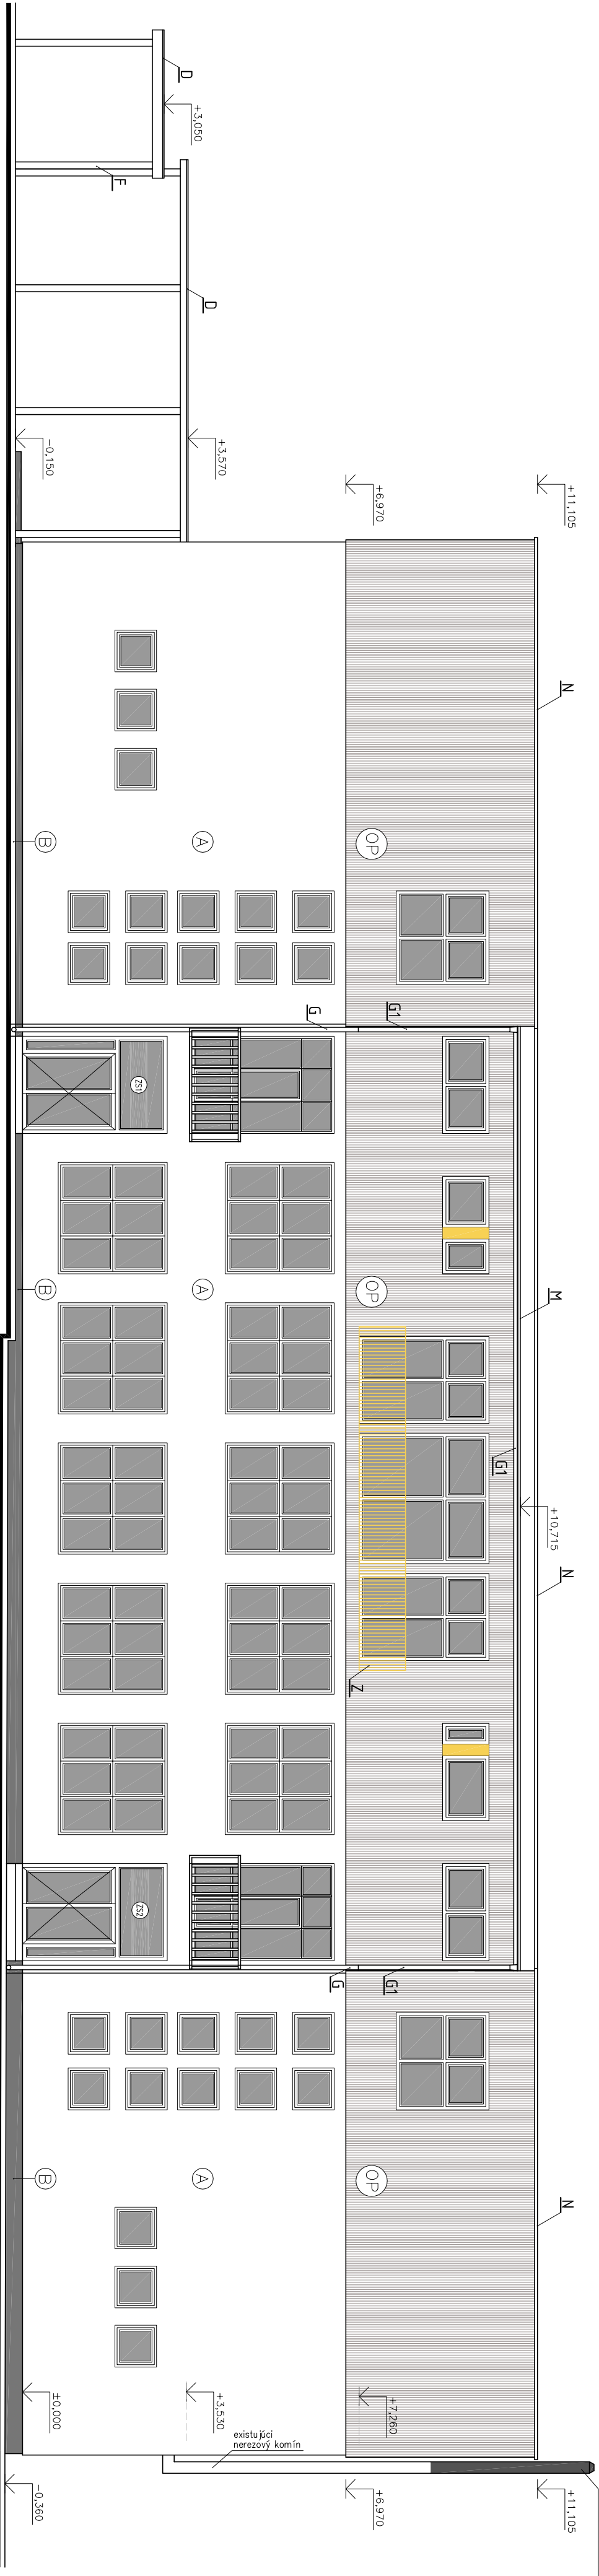 D
+3,050
F
D
+3,570
-0,150
+6,970
+11,105
N
OP
A
B
G1
G
ZS1
M
OP
A
B
G1
+10,715
N
Z
ZS2
G1
G
N
OP
A
B
+7,260
+3,530
±0,000
existujúci
nerezový komín
-0,360
+6,970
+11,105